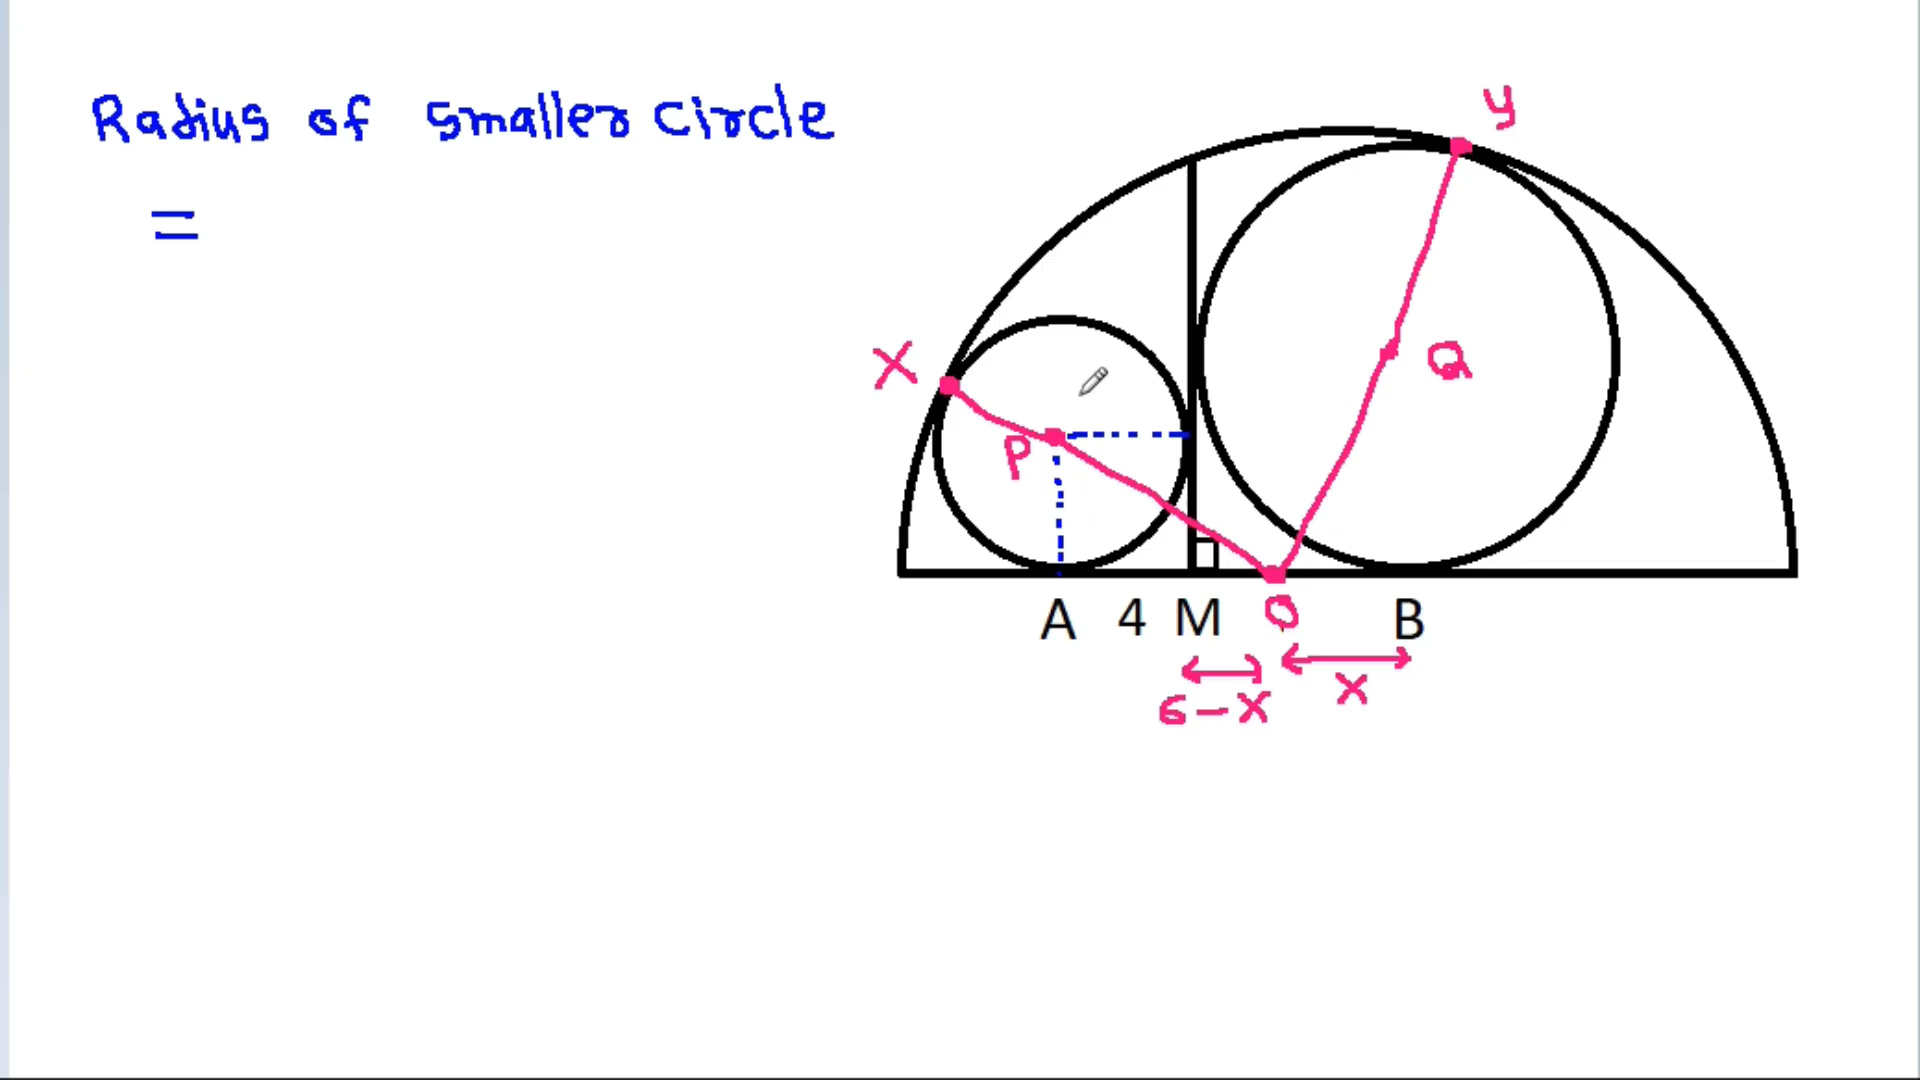 Radius of smaller circle
=
y
X
Q
P
A 4 M O B
6-x x